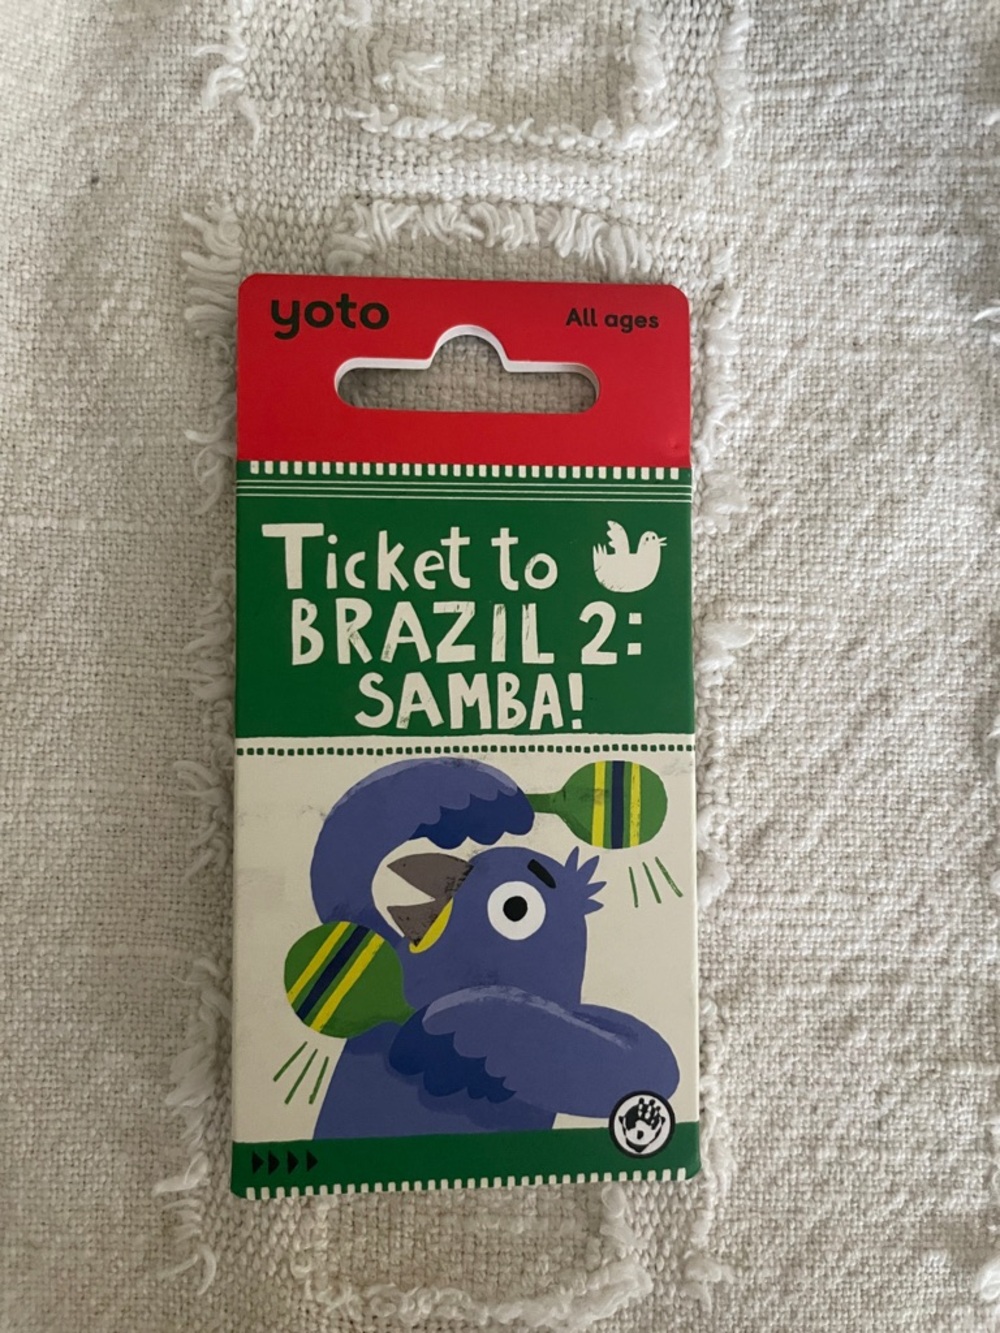 yoto
All ages
Ticket to
BRAZIL 2:
SAMBA!